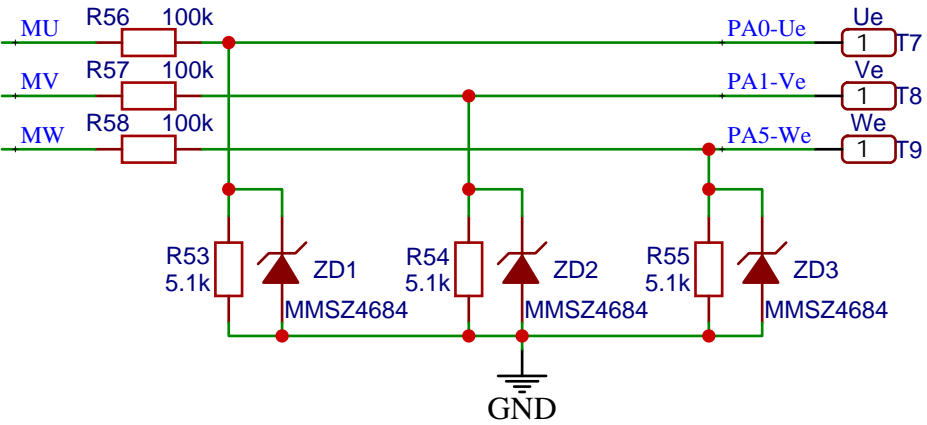 R56 100k Ue
MU PA0-Ue 1 T7
R57 100k Ve
MV PA1-Ve 1 T8
R58 100k We
MW PA5-We 1 T9
R53 ZD1 R54 ZD2 R55 ZD3
5.1k 5.1k 5.1k
MMSZ4684 MMSZ4684 MMSZ4684
GND